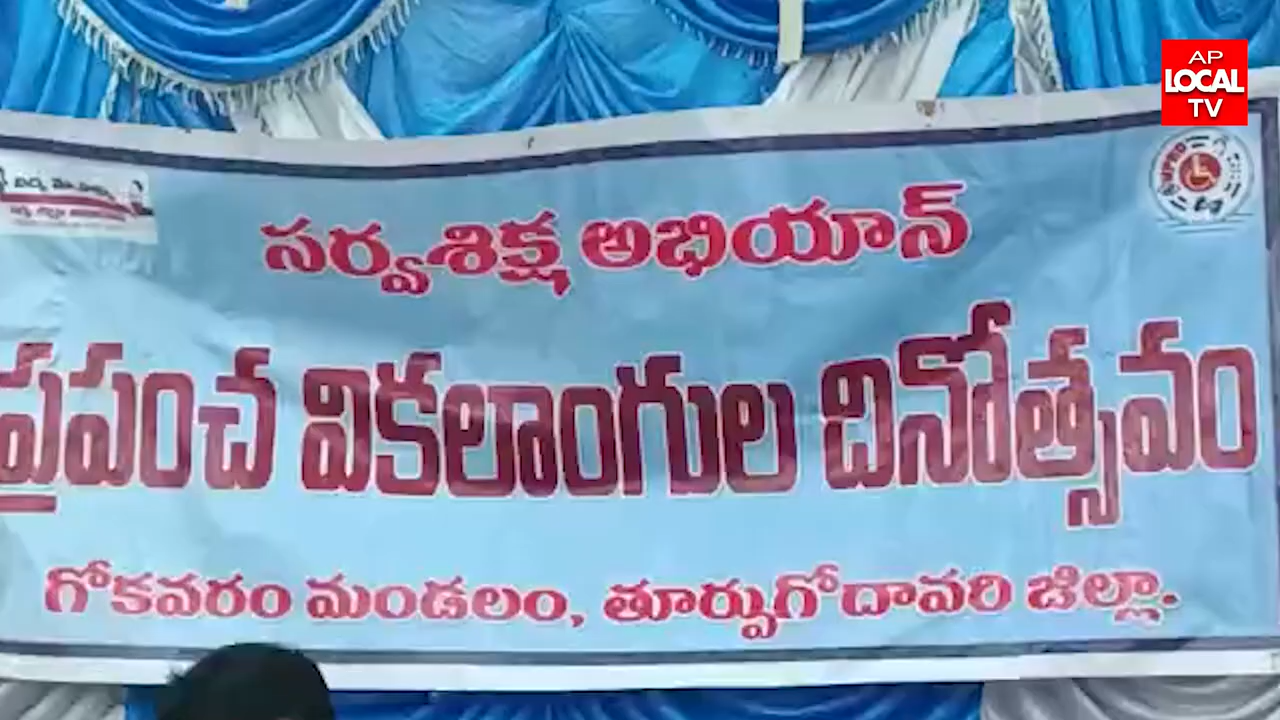 AP
LOCAL
TV
సర్వశిక్ష అభియాన్
ప్రపంచ వికలాంగుల దినోత్సవం
గోకవరం మండలం, తూర్పుగోదావరి జిల్లా.